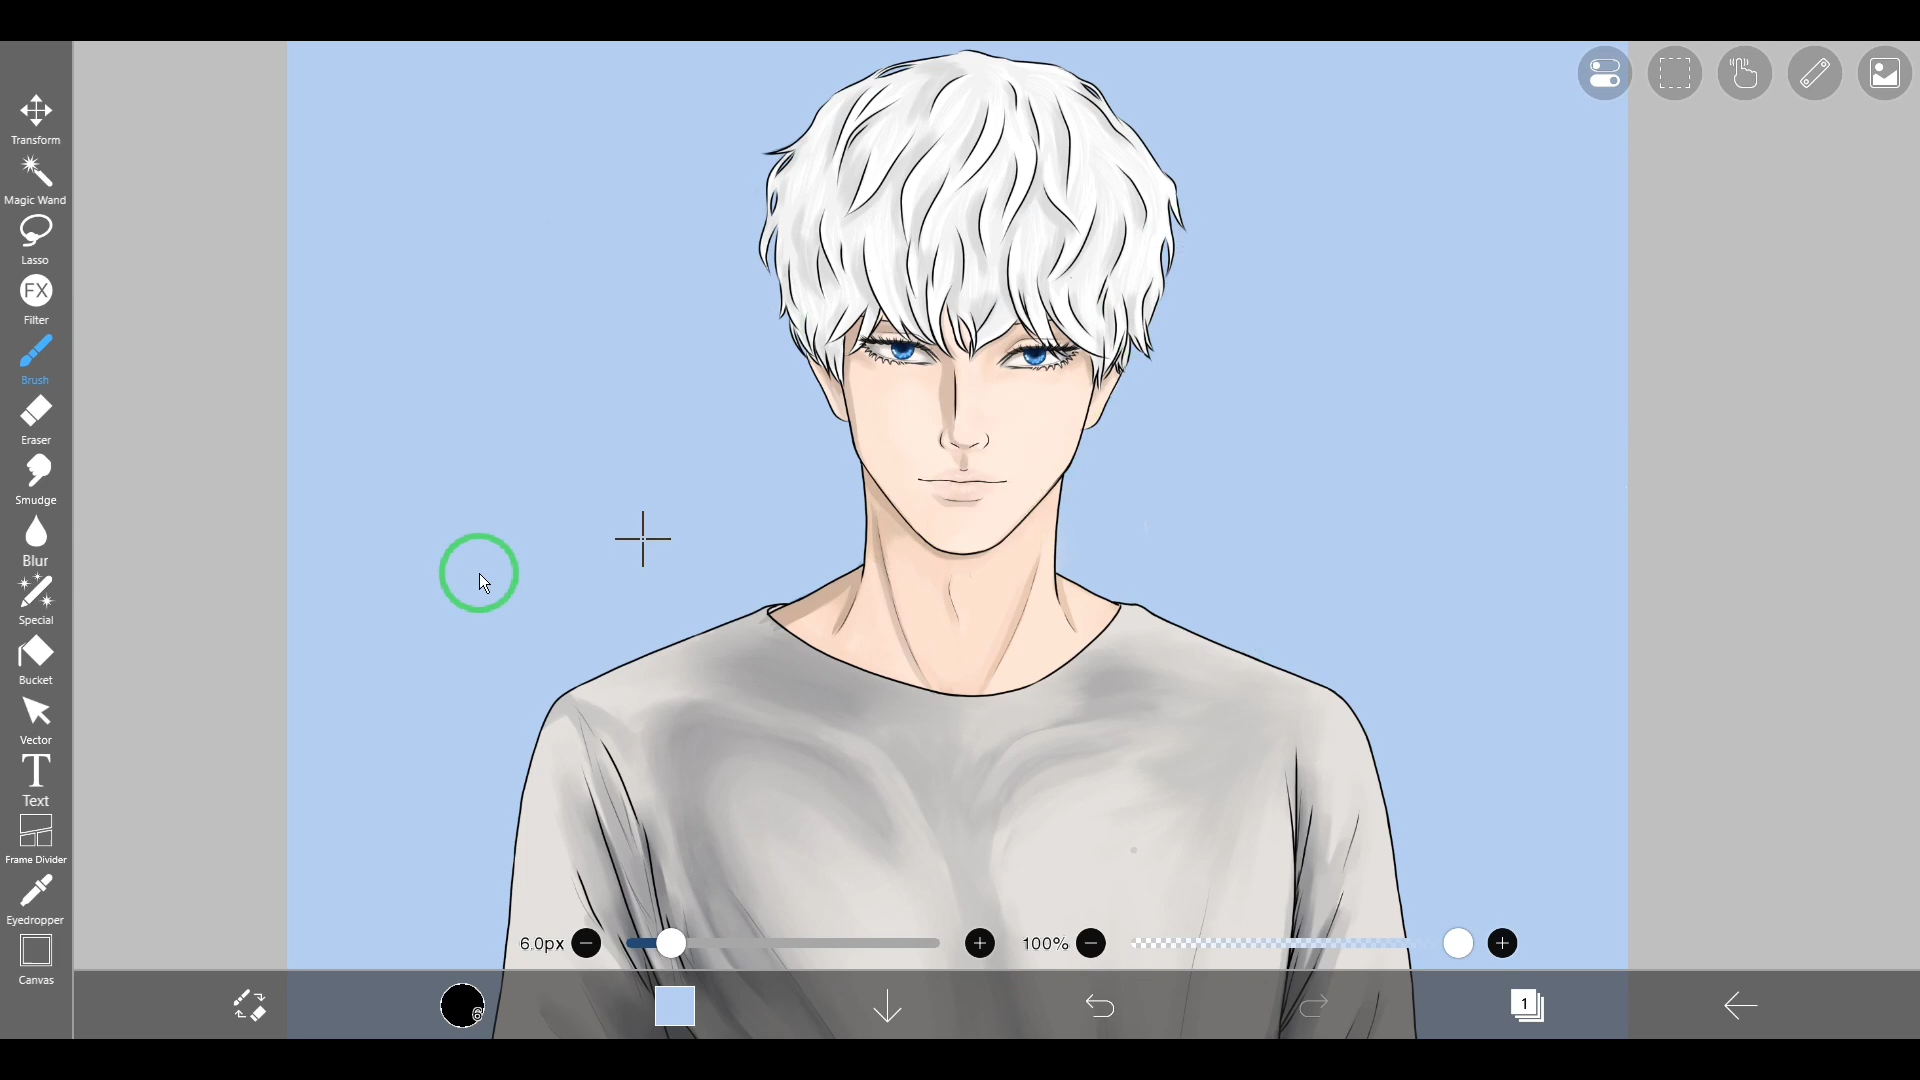 Transform
Magic Wand
Lasso
FX
Filter
Brush
Eraser
Smudge
Blur
Special
Bucket
Vector
T
Text
Frame Divider
Eyedropper
Canvas
6.0px
100%
6
1